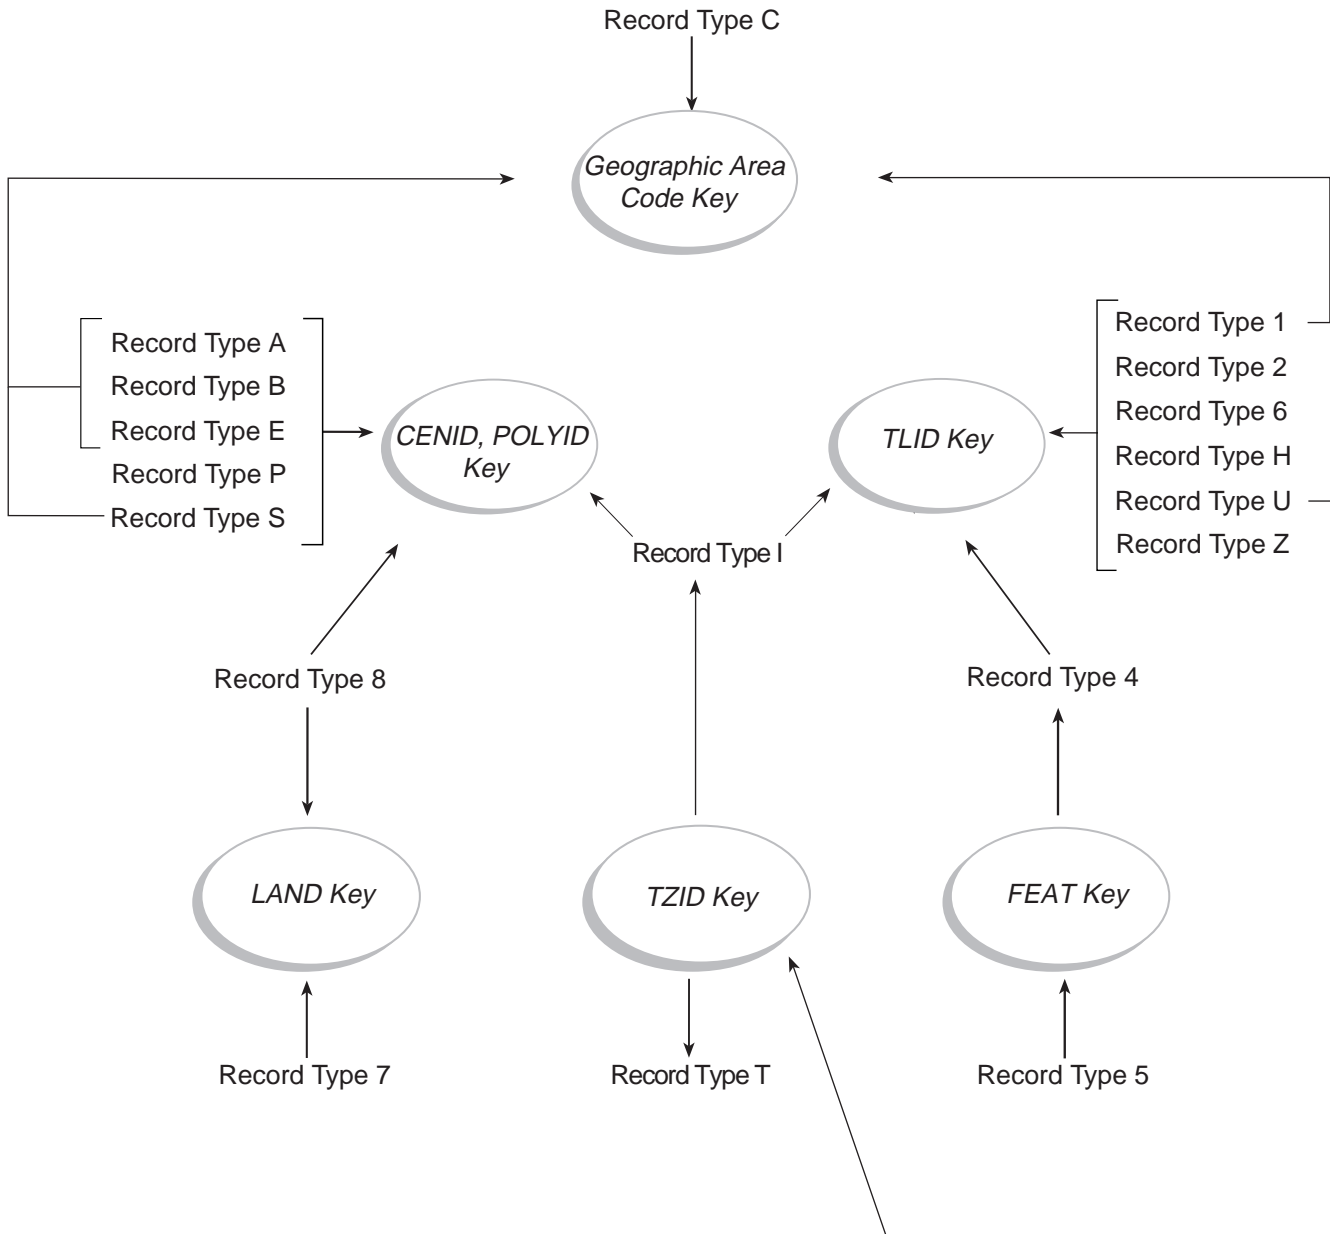 Record Type C
Geographic Area
Code Key
Record Type A
Record Type B
Record Type E
Record Type P
Record Type S
CENID, POLYID
Key
TLID Key
Record Type 1
Record Type 2
Record Type 6
Record Type H
Record Type U
Record Type Z
Record Type I
Record Type 8
Record Type 4
LAND Key
TZID Key
FEAT Key
Record Type 7
Record Type T
Record Type 5